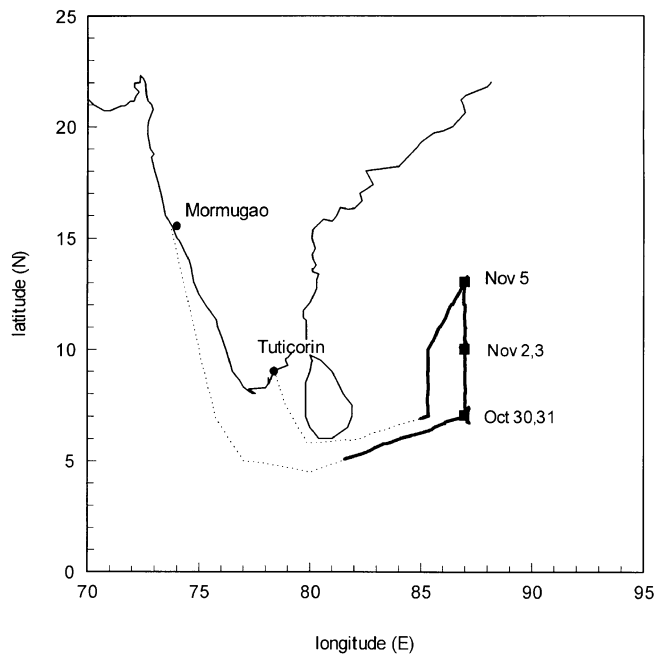 25
20
Mormugao
15
latitude (N)
Nov 5
Tuticorin
10
Nov 2,3
Oct 30,31
5
0
70 75 80 85 90 95
longitude (E)